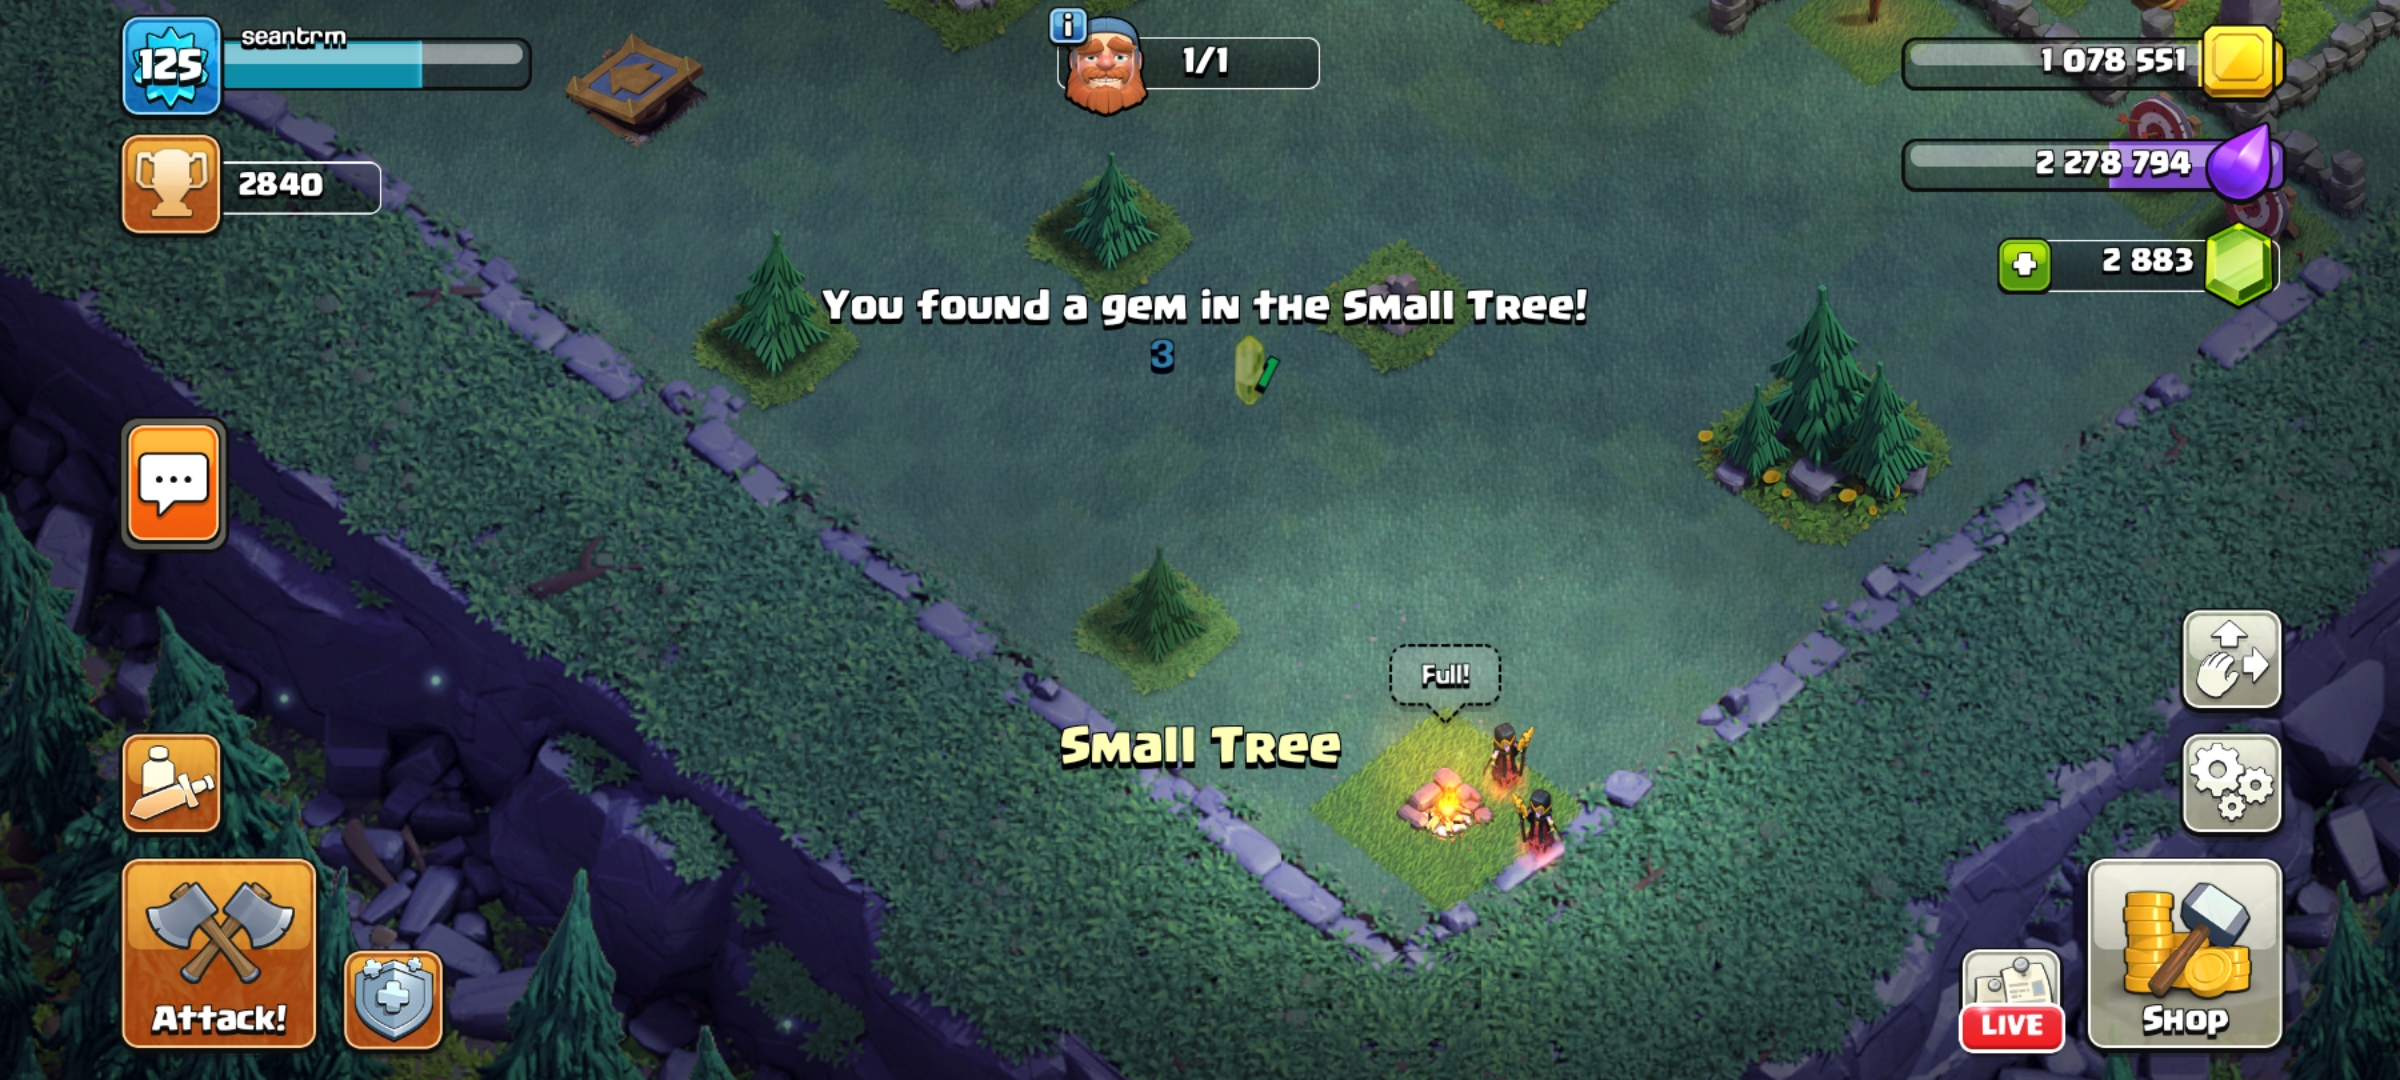 125
seantrm
1/1
1 078 551
2840
2 278 794
2 883
You found a gem in the Small Tree!
3
1
Full!
Small Tree
Attack!
LIVE
Shop